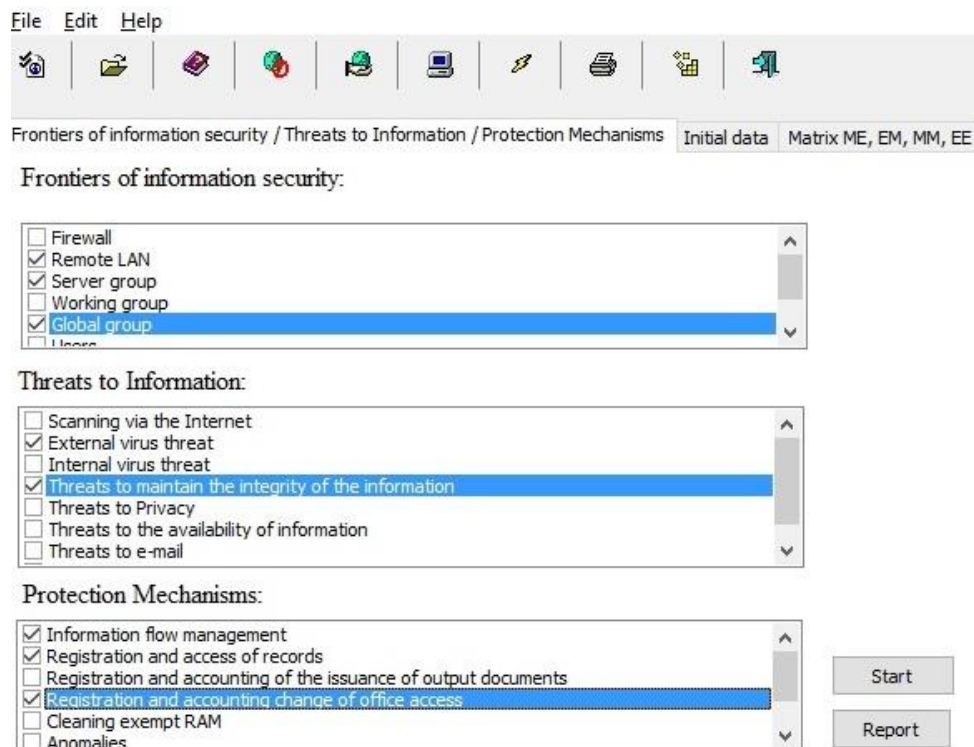 File Edit Help
Frontiers of information security / Threats to Information / Protection Mechanisms Initial data Matrix ME, EM, MM, EE
Frontiers of information security:
Firewall
Remote LAN
Server group
Working group
Global group
Users
Threats to Information:
Scanning via the Internet
External virus threat
Internal virus threat
Threats to maintain the integrity of the information
Threats to Privacy
Threats to the availability of information
Threats to e-mail
Protection Mechanisms:
Information flow management
Registration and access of records
Registration and accounting of the issuance of output documents
Registration and accounting change of office access
Cleaning exempt RAM
Anomalies
Start
Report